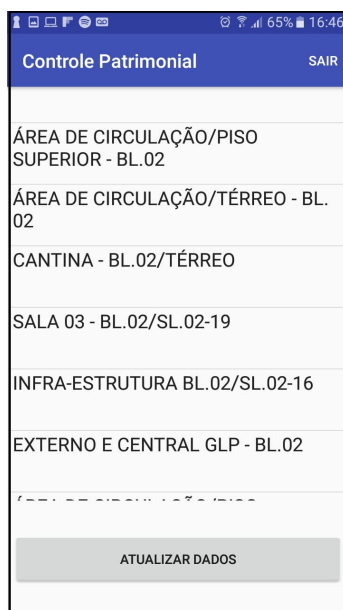 65% 16:46
Controle Patrimonial SAIR
ÁREA DE CIRCULAÇÃO/PISO
SUPERIOR - BL.02
ÁREA DE CIRCULAÇÃO/TÉRREO - BL.
02
CANTINA - BL.02/TÉRREO
SALA 03 - BL.02/SL.02-19
INFRA-ESTRUTURA BL.02/SL.02-16
EXTERNO E CENTRAL GLP - BL.02
ATUALIZAR DADOS